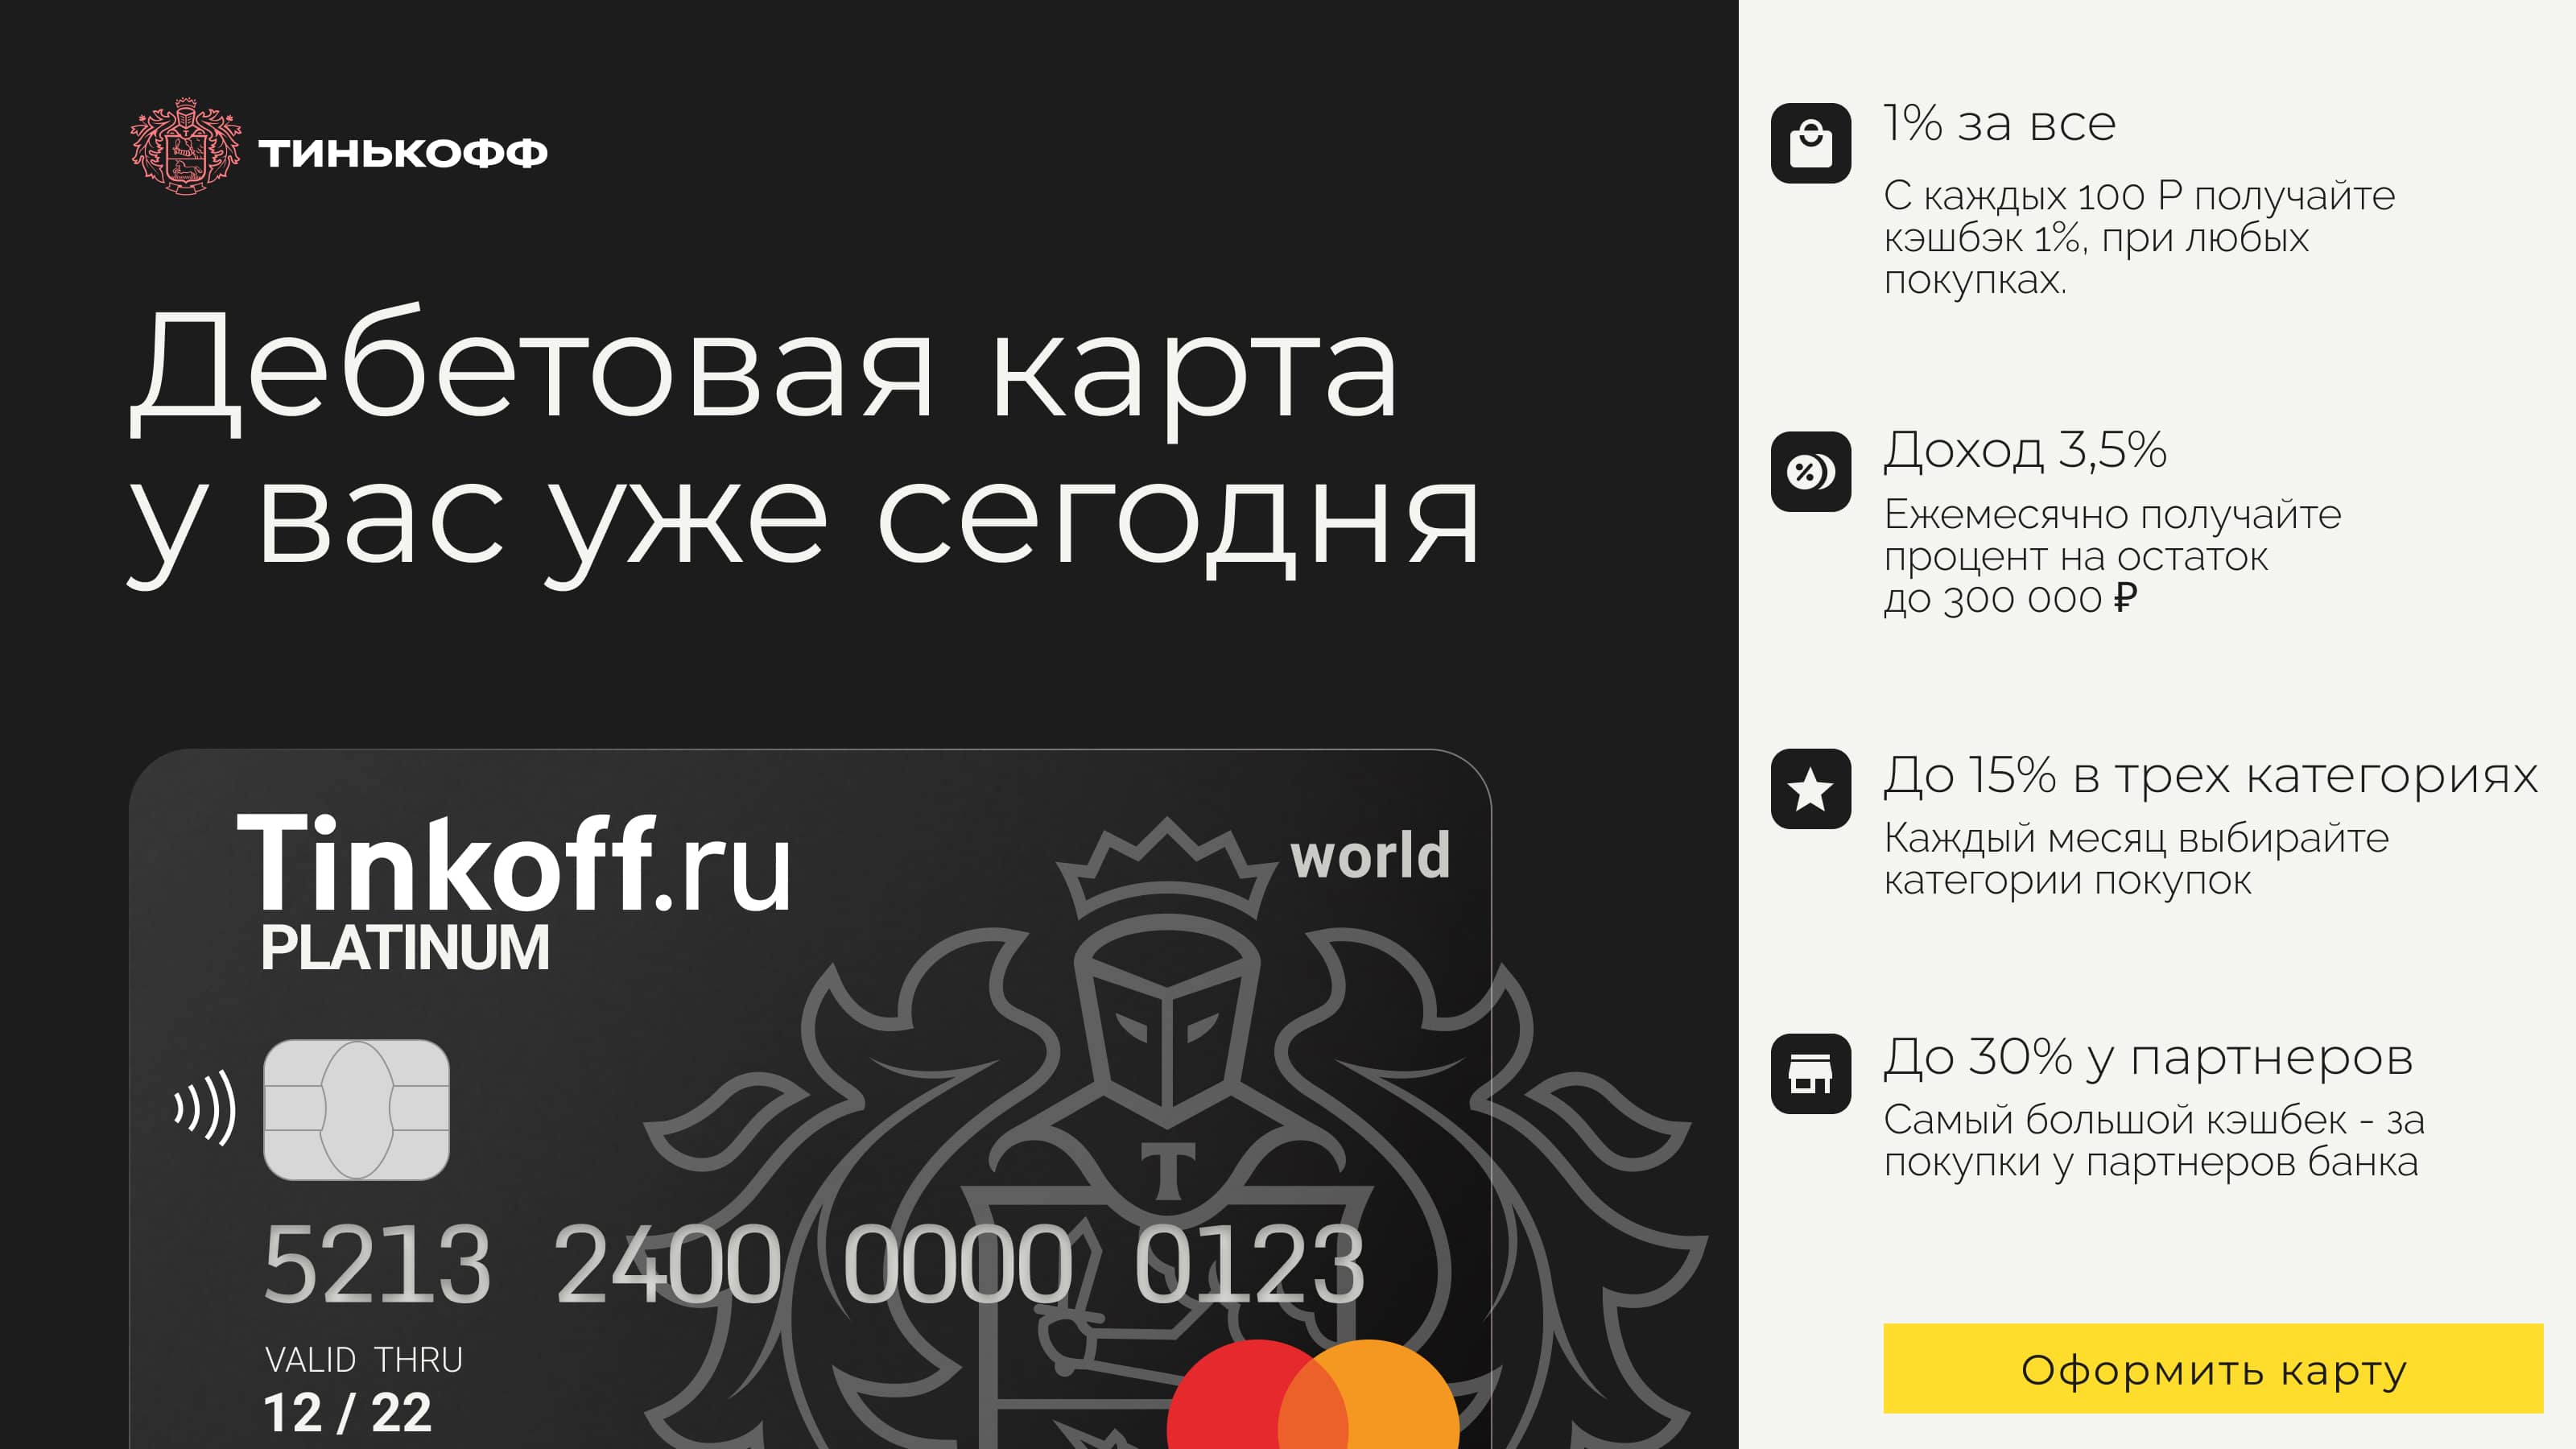 ТИНЬКОФФ
Дебетовая карта
у вас уже сегодня
Tinkoff.ru
world
PLATINUM
T
5213 2400 0000 0123
VALID THRU
12 / 22
1% за все
С каждых 100 Р получайте
кэшбэк 1%, при любых
покупках.
Доход 3,5%
Ежемесячно получайте
процент на остаток
до 300 000 ₽
До 15% в трех категориях
Каждый месяц выбирайте
категории покупок
До 30% у партнеров
Самый большой кэшбек - за
покупки у партнеров банка
Оформить карту